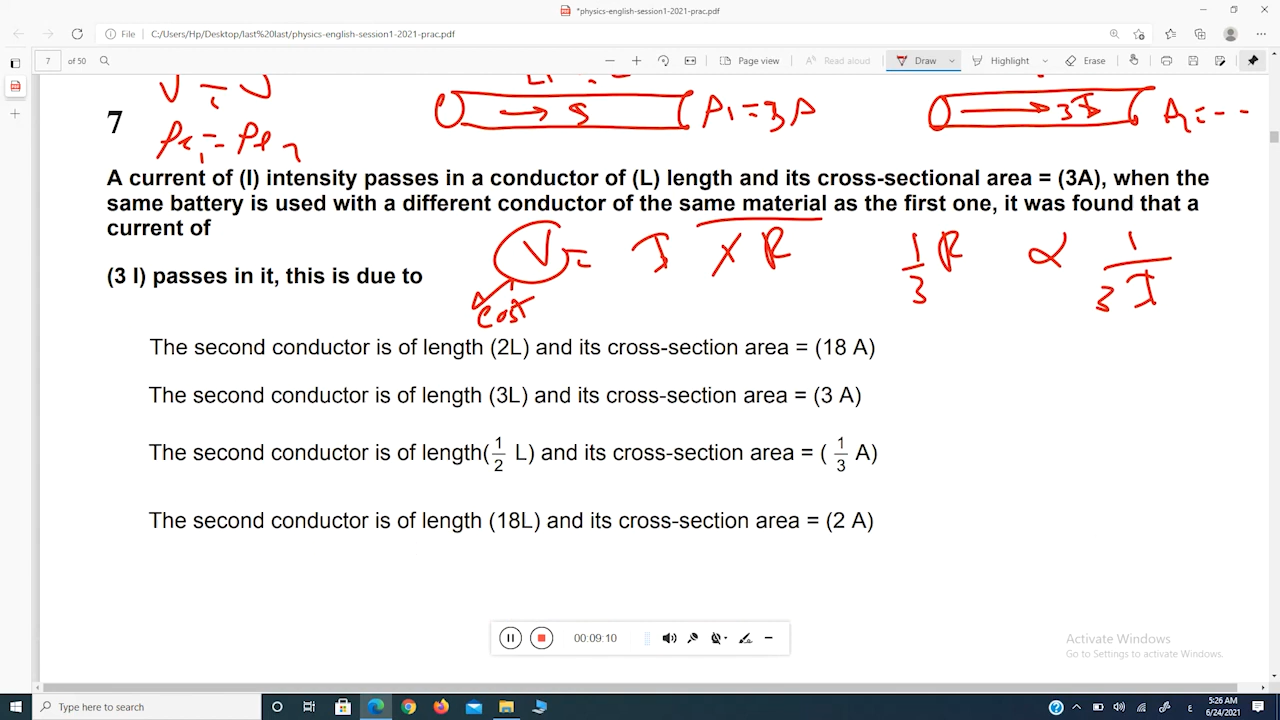 *physics-english-session1-2021-prac.pdf
File C:/Users/Hp/Desktop/last%20last/physics-english-session1-2021-prac.pdf
7 of 50 Page view Read aloud Draw Highlight Erase
V = V
7
→ A1 = 3A
→ 3I A2 = ---
A current of (I) intensity passes in a conductor of (L) length and its cross-sectional area = (3A), when the
same battery is used with a different conductor of the same material as the first one, it was found that a
current of
V = I X R 1/3 R ∝ 1/3I
(3 I) passes in it, this is due to
The second conductor is of length (2L) and its cross-section area = (18 A)
The second conductor is of length (3L) and its cross-section area = (3 A)
The second conductor is of length(1/2 L) and its cross-section area = ( 1/3 A)
The second conductor is of length (18L) and its cross-section area = (2 A)
00:09:10
Activate Windows
Go to Settings to activate Windows.
Type here to search
5:26 AM
6/24/2021